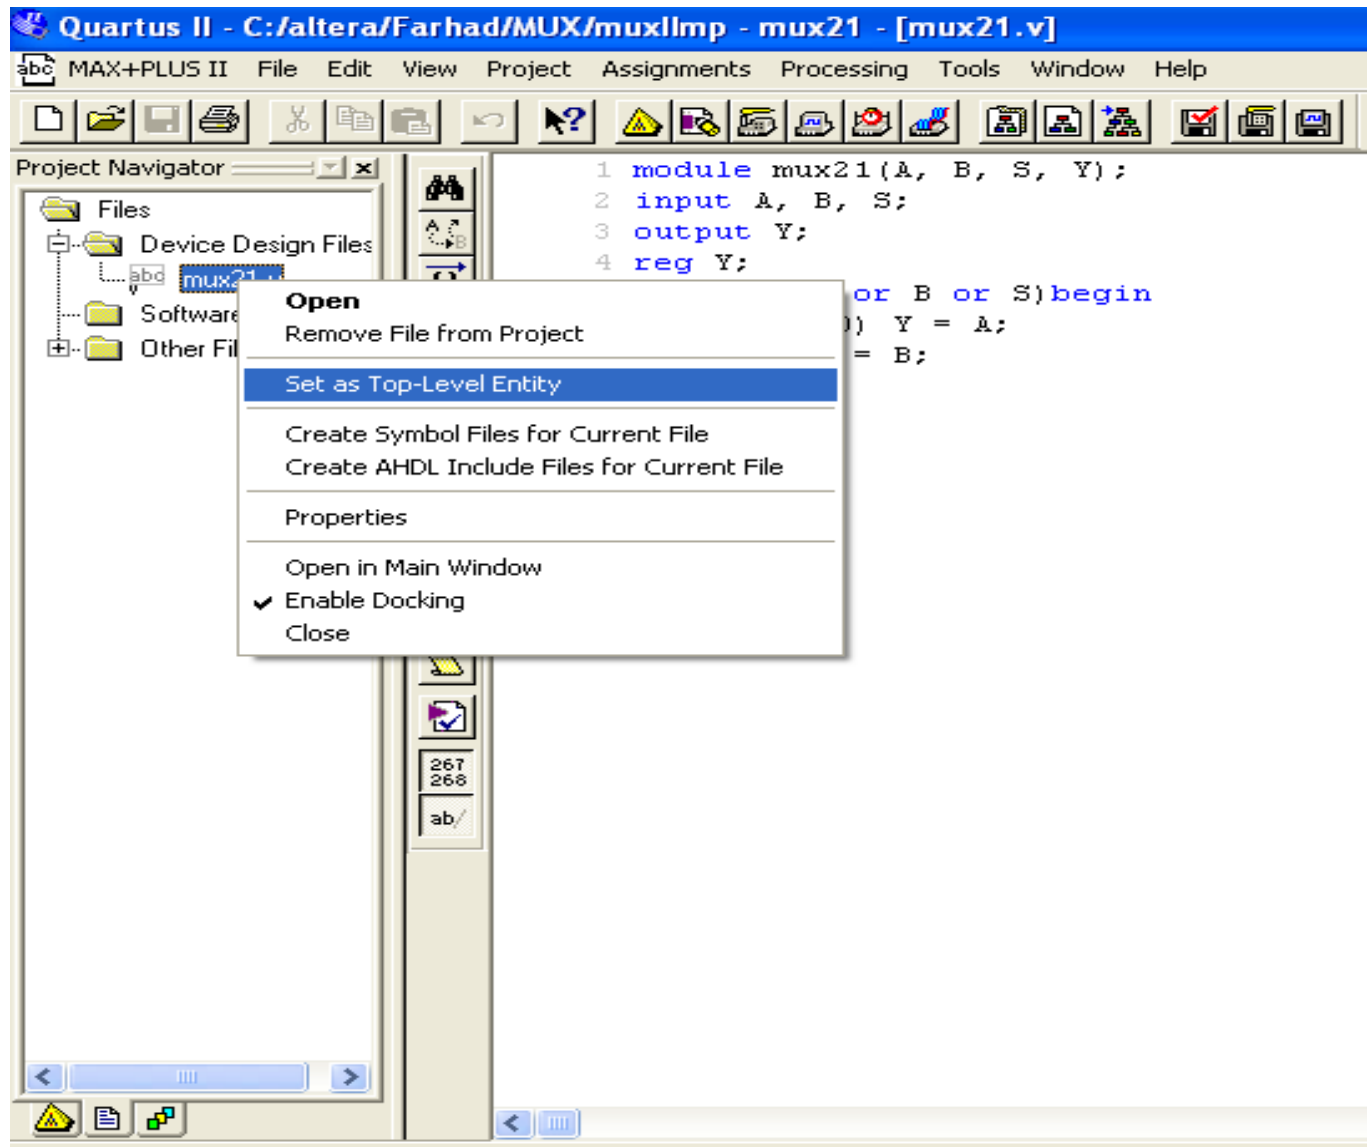 Quartus II - C:/altera/Farhad/MUX/muxIImp - mux21 - [mux21.v]
abc MAX+PLUS II File Edit View Project Assignments Processing Tools Window Help
Project Navigator
Files
Device Design Files
abc
Software
Other Fil
Open
Remove File from Project
Set as Top-Level Entity
Create Symbol Files for Current File
Create AHDL Include Files for Current File
Properties
Open in Main Window
Enable Docking
Close
A B
267
268
ab/
1 module mux21(A, B, S, Y);
2 input A, B, S;
3 output Y;
4 reg Y;
or B or S)begin
) Y = A;
= B;